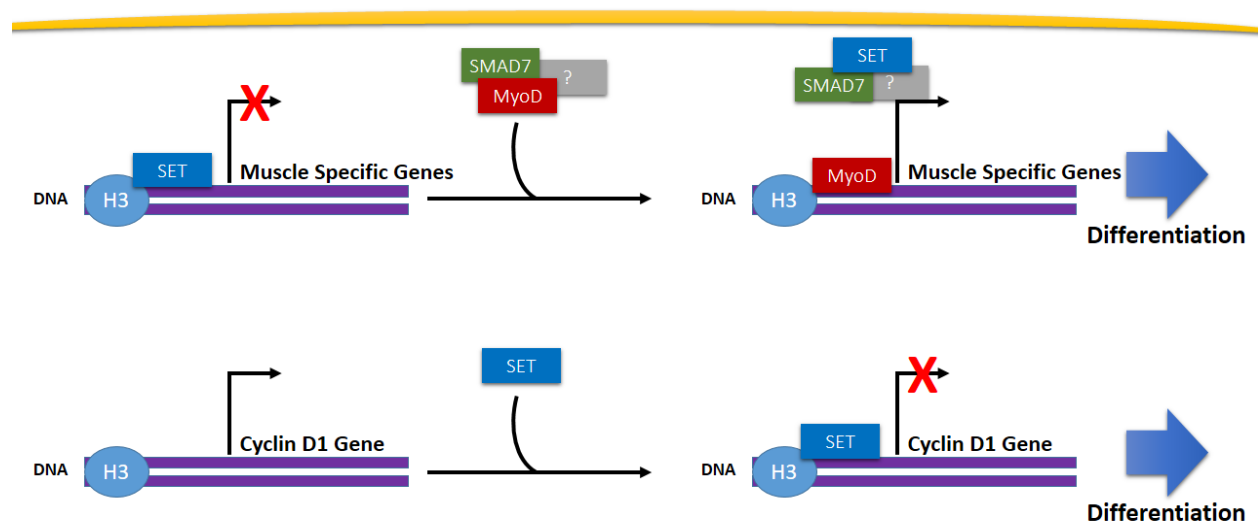 SET
SMAD7
?
MyoD
SMAD7
?
X
SET
Muscle Specific Genes
DNA
H3
MyoD
Muscle Specific Genes
DNA
H3
Differentiation
SET
X
Cyclin D1 Gene
DNA
H3
SET
Cyclin D1 Gene
DNA
H3
Differentiation